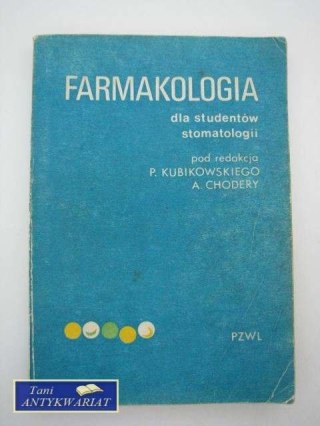 FARMAKOLOGIA
dla studentów
stomatologii
pod redakcją
P. KUBIKOWSKIEGO
A. CHODERY
PZWL
Tani
ANTYKWARIAT